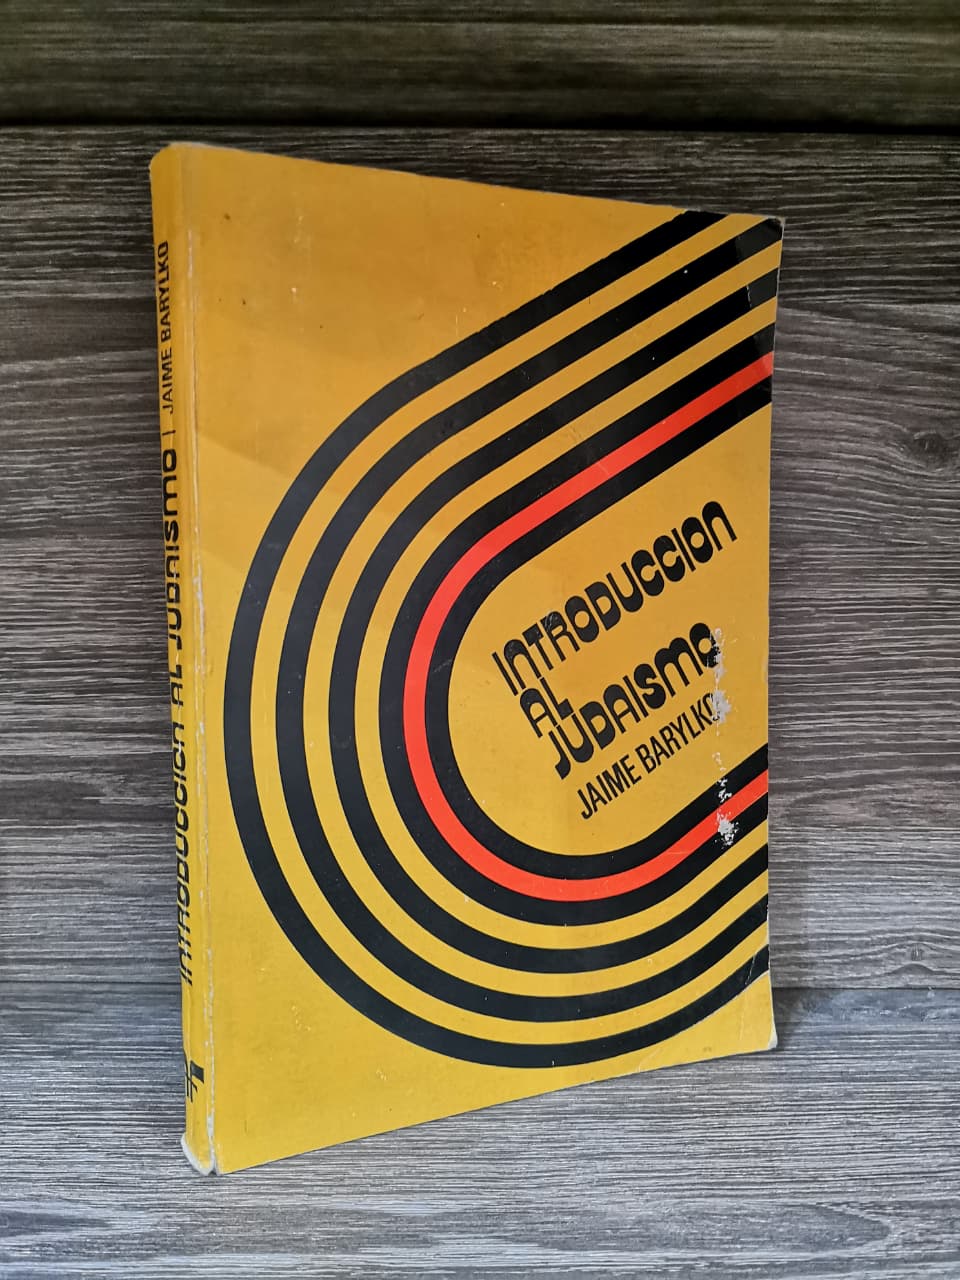 INTRODUCCION
AL
JUDAISMO
JAIME BARYLKO
INTRODUCCION AL JUDAISMO | JAIME BARYLKO